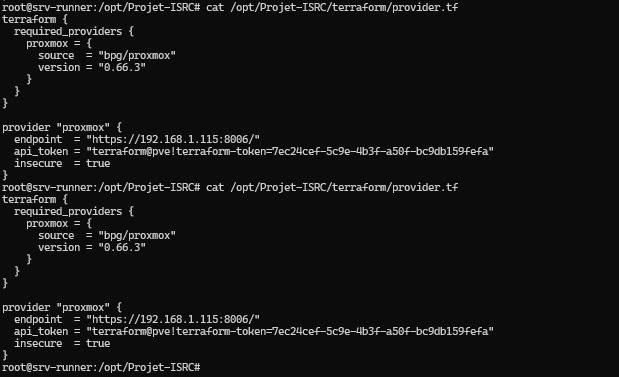 root@srv-runner:/opt/Projet-ISRC# cat /opt/Projet-ISRC/terraform/provider.tf
terraform {
  required_providers {
    proxmox = {
      source  = "bpg/proxmox"
      version = "0.66.3"
    }
  }
}

provider "proxmox" {
  endpoint  = "https://192.168.1.115:8006/"
  api_token = "terraform@pve!terraform-token=7ec24cef-5c9e-4b3f-a50f-bc9db159fefa"
  insecure  = true
}
root@srv-runner:/opt/Projet-ISRC# cat /opt/Projet-ISRC/terraform/provider.tf
terraform {
  required_providers {
    proxmox = {
      source  = "bpg/proxmox"
      version = "0.66.3"
    }
  }
}

provider "proxmox" {
  endpoint  = "https://192.168.1.115:8006/"
  api_token = "terraform@pve!terraform-token=7ec24cef-5c9e-4b3f-a50f-bc9db159fefa"
  insecure  = true
}
root@srv-runner:/opt/Projet-ISRC#